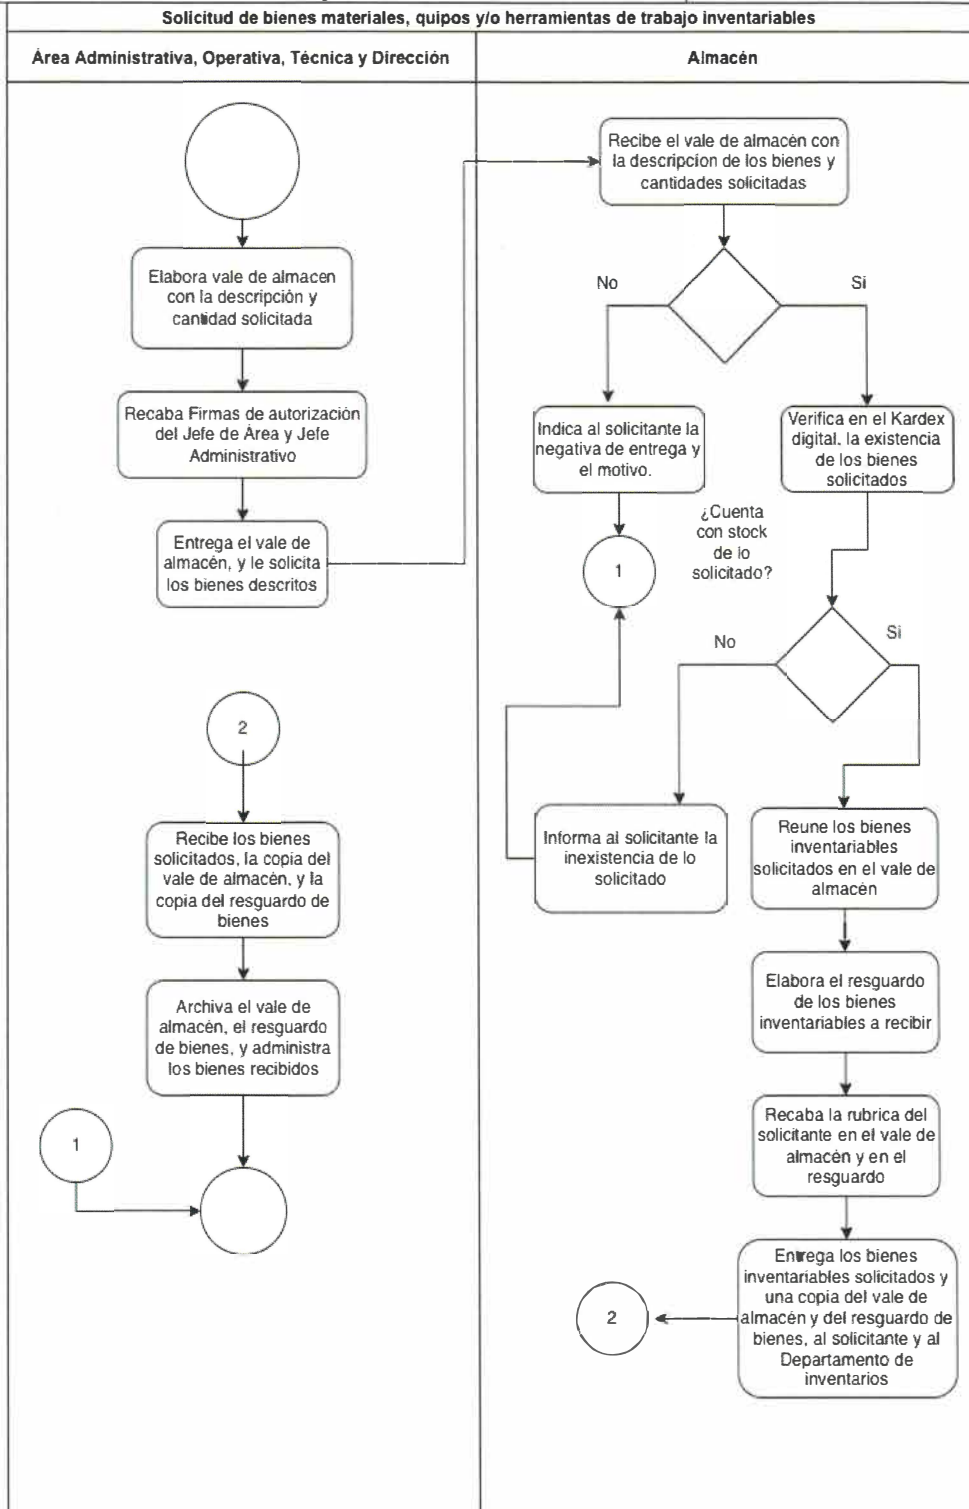 Solicitud de bienes materiales, quipos y/o herramientas de trabajo inventariables
Área Administrativa, Operativa, Técnica y Dirección
Almacén
Elabora vale de almacen
con la descripción y
cantidad solicitada
Recaba Firmas de autorización
del Jefe de Área y Jefe
Administrativo
Entrega el vale de
almacén, y le solicita
los bienes descritos
2
Recibe los bienes
solicitados, la copia del
vale de almacén, y la
copia del resguardo de
bienes
Archiva el vale de
almacén, el resguardo
de bienes, y administra
los bienes recibidos
1
Recibe el vale de almacén con
la descripcíon de los bienes y
cantidades solicitadas
No
Si
Indica al solicitante la
negativa de entrega y
el motivo.
Verifica en el Kardex
digital, la existencia
de los bienes
solicitados
1
¿Cuenta
con stock
de lo
solicitado?
No
Si
Informa al solicitante la
inexistencia de lo
solicitado
Reune los bienes
inventariables
solicitados en el vale de
almacén
Elabora el resguardo
de los bienes
inventariables a recibir
Recaba la rubrica del
solicitante en el vale de
almacén y en el
resguardo
Entrega los bienes
inventariables solicitados y
una copia del vale de
almacén y del resguardo de
bienes, al solicitante y al
Departamento de
inventarios
2